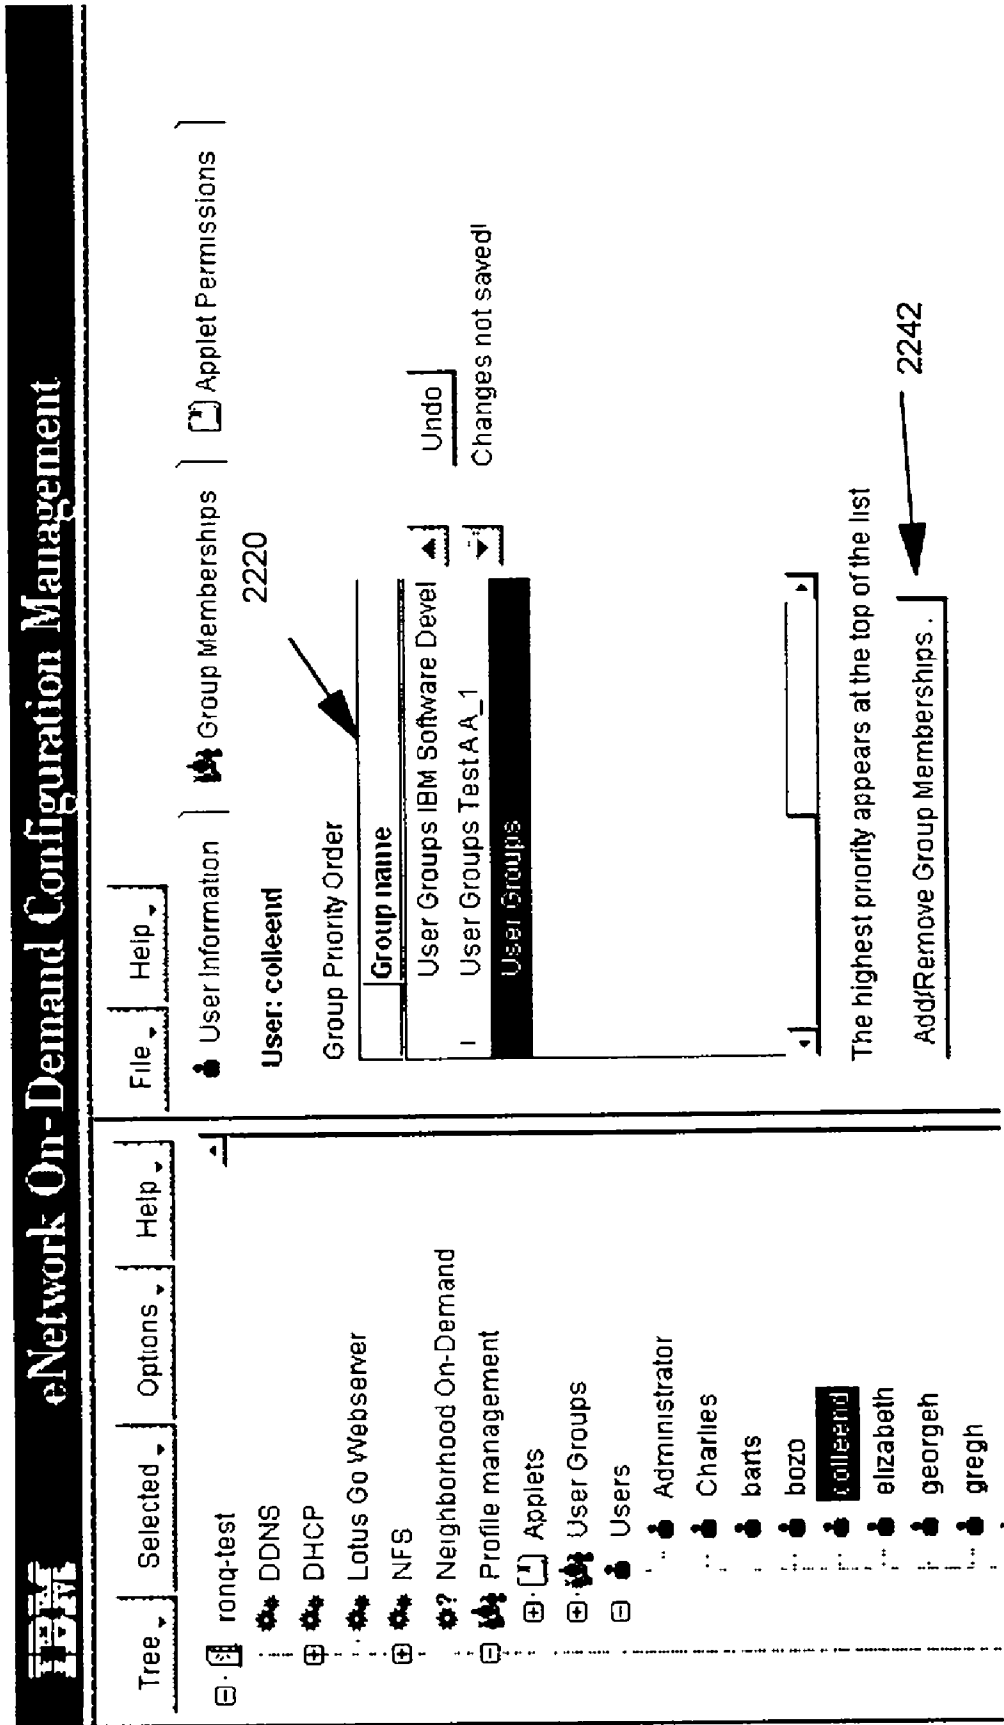 IBM
eNetwork On-Demand Configuration Management
Tree Selected Options Help
ronq-test
DDNS
DHCP
Lotus Go Webserver
NFS
? Neighborhood On-Demand
Profile management
Applets
User Groups
Users
Administrator
Charlies
barts
bozo
colleend
elizabeth
georgeh
gregh
File Help
User Information Group Memberships Applet Permissions
User: colleend
2220
Group Priority Order
Group name
User Groups IBM Software Devel
User Groups TestAA_1
User Groups
Undo
Changes not saved!
The highest priority appears at the top of the list
Add/Remove Group Memberships.
2242